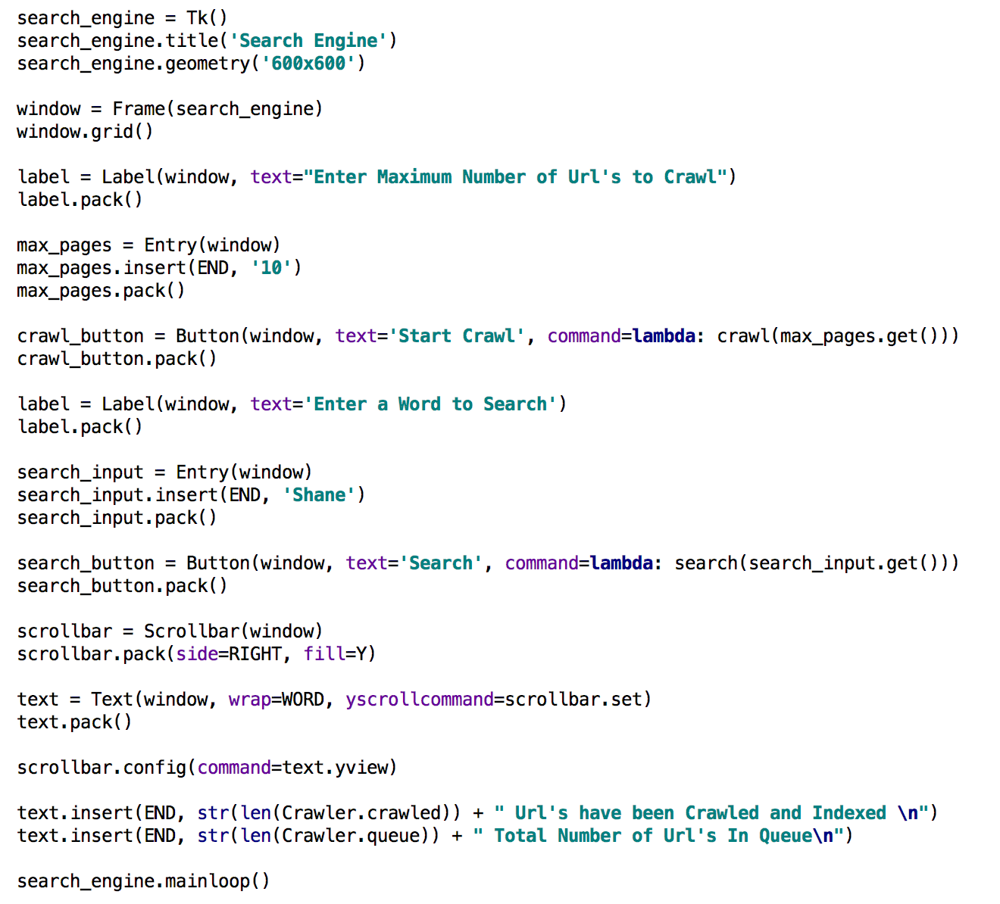 search_engine = Tk()
search_engine.title('Search Engine')
search_engine.geometry('600x600')
window = Frame(search_engine)
window.grid()
label = Label(window, text="Enter Maximum Number of Url's to Crawl")
label.pack()
max_pages = Entry(window)
max_pages.insert(END, '10')
max_pages.pack()
crawl_button = Button(window, text='Start Crawl', command=lambda: crawl(max_pages.get()))
crawl_button.pack()
label = Label(window, text='Enter a Word to Search')
label.pack()
search_input = Entry(window)
search_input.insert(END, 'Shane')
search_input.pack()
search_button = Button(window, text='Search', command=lambda: search(search_input.get()))
search_button.pack()
scrollbar = Scrollbar(window)
scrollbar.pack(side=RIGHT, fill=Y)
text = Text(window, wrap=WORD, yscrollcommand=scrollbar.set)
text.pack()
scrollbar.config(command=text.yview)
text.insert(END, str(len(Crawler.crawled)) + " Url's have been Crawled and Indexed \n")
text.insert(END, str(len(Crawler.queue)) + " Total Number of Url's In Queue\n")
search_engine.mainloop()